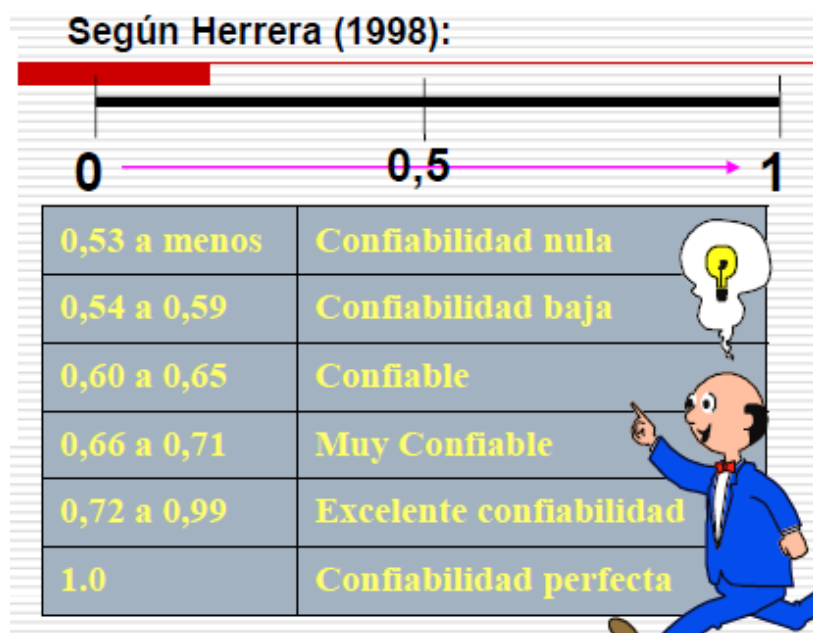 Según Herrera (1998):
0 0,5 1
0,53 a menos Confiabilidad nula
0,54 a 0,59 Confiabilidad baja
0,60 a 0,65 Confiable
0,66 a 0,71 Muy Confiable
0,72 a 0,99 Excelente confiabilidad
1.0 Confiabilidad perfecta